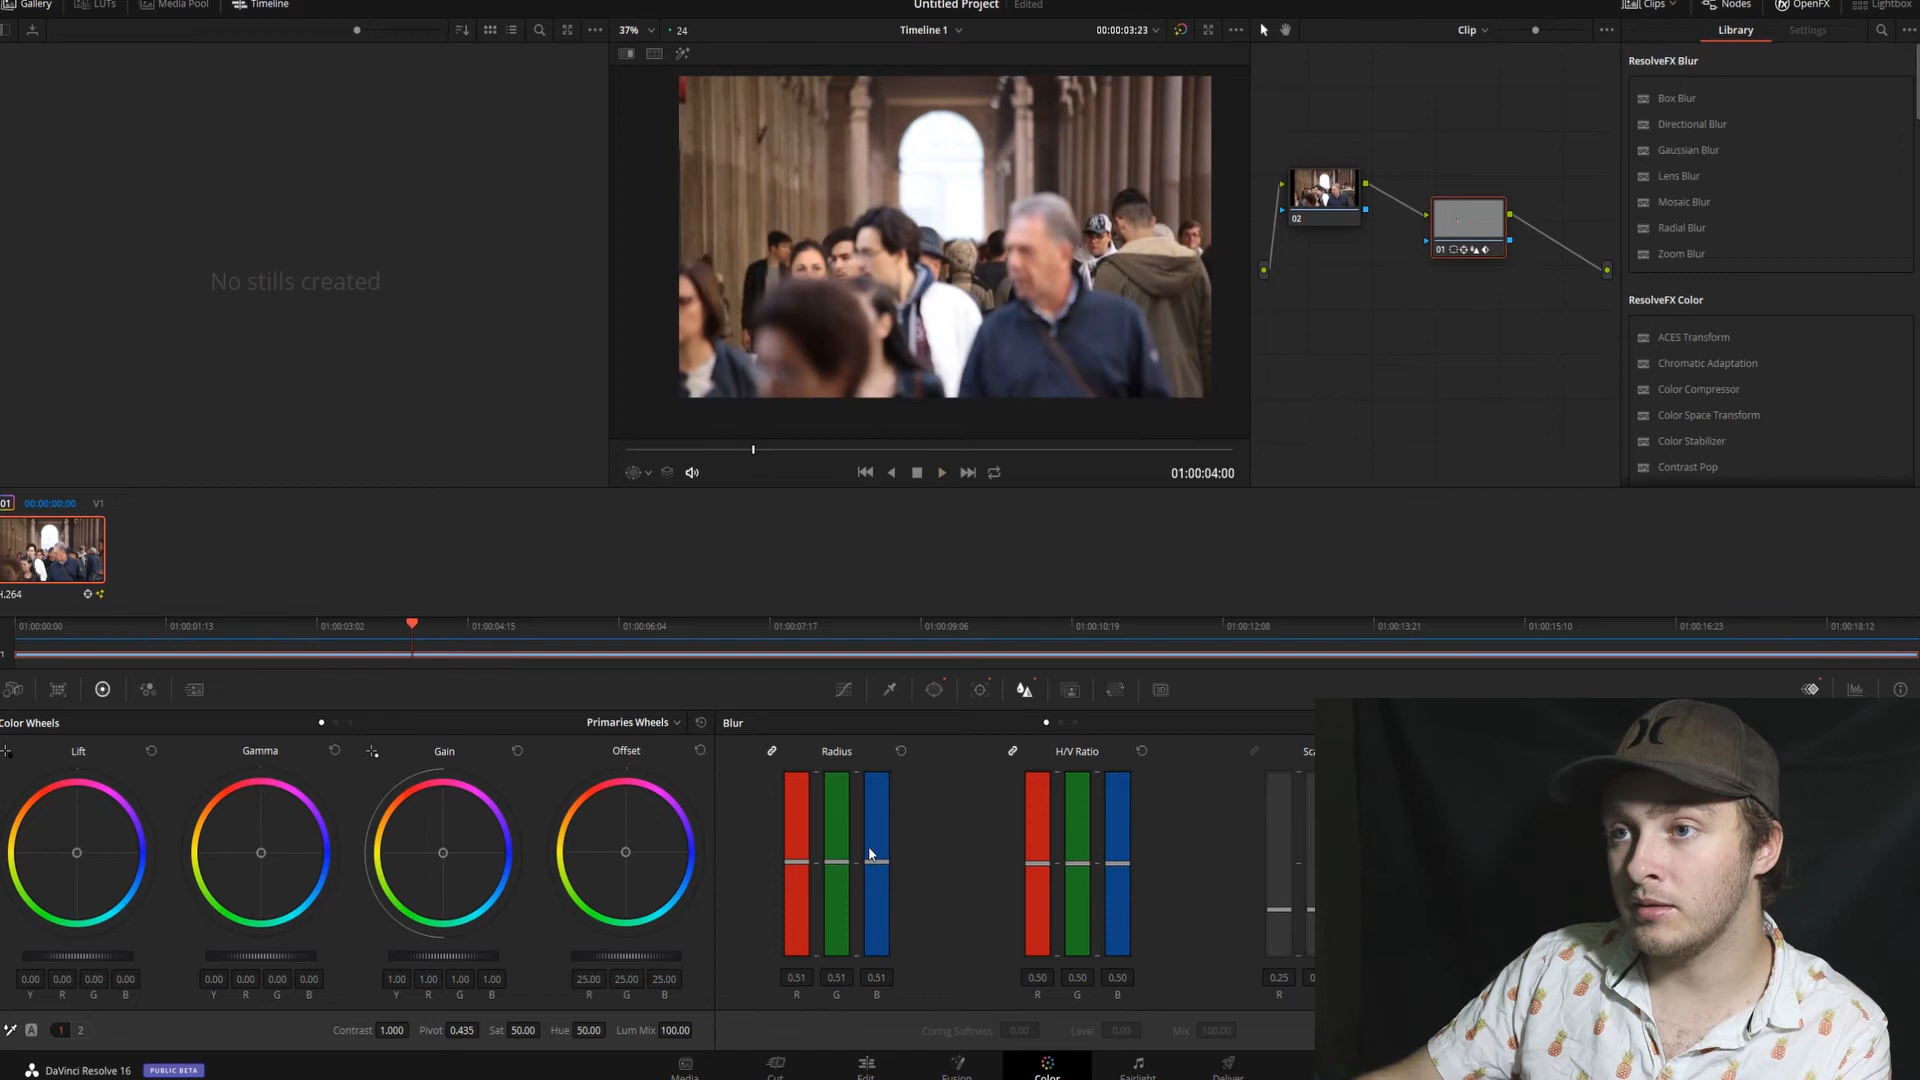 Gallery LUTs Media Pool Timeline Untitled Project Edited Clips Nodes OpenFX Lightbox
37% 24 Timeline 1 00:00:03:23 Clip Library Settings
ResolveFX Blur
Box Blur
Directional Blur
Gaussian Blur
Lens Blur
Mosaic Blur
Radial Blur
Zoom Blur
02
01
No stills created
ResolveFX Color
ACES Transform
Chromatic Adaptation
Color Compressor
Color Space Transform
Color Stabilizer
Contrast Pop
01:00:04:00
01 00:00:00:00 V1
H.264
01:00:00:00 01:00:01:13 01:00:03:02 01:00:04:15 01:00:06:04 01:00:07:17 01:00:09:06 01:00:10:19 01:00:12:08 01:00:13:21 01:00:15:10 01:00:16:23 01:00:18:12
Color Wheels Primaries Wheels Blur
Lift Gamma Gain Offset Radius H/V Ratio
0.00 0.00 0.00 0.00 0.00 0.00 0.00 0.00 1.00 1.00 1.00 1.00 25.00 25.00 25.00 0.51 0.51 0.51 0.50 0.50 0.50 0.25
Y R G B Y R G B Y R G B R G B R G B R G B R
A 1 2 Contrast 1.000 Pivot 0.435 Sat 50.00 Hue 50.00 Lum Mix 100.00 Coring Softness 0.00 Level 0.00 Mix 100.00
DaVinci Resolve 16 PUBLIC BETA Media Cut Edit Fusion Color Fairlight Deliver